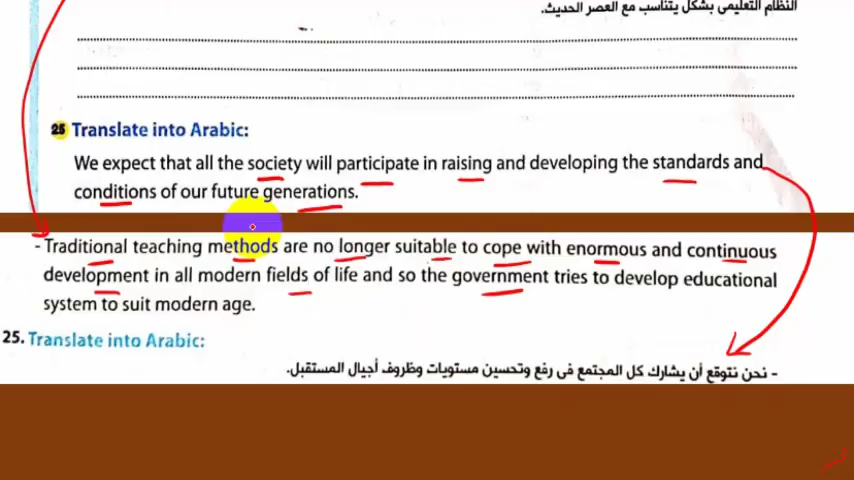 النظام التعليمي بشكل يتناسب مع العصر الحديث.
25 Translate into Arabic:
We expect that all the society will participate in raising and developing the standards and
conditions of our future generations.
- Traditional teaching methods are no longer suitable to cope with enormous and continuous
development in all modern fields of life and so the government tries to develop educational
system to suit modern age.
25. Translate into Arabic:
- نحن نتوقع أن يشارك كل المجتمع فى رفع وتحسين مستويات وظروف أجيال المستقبل.